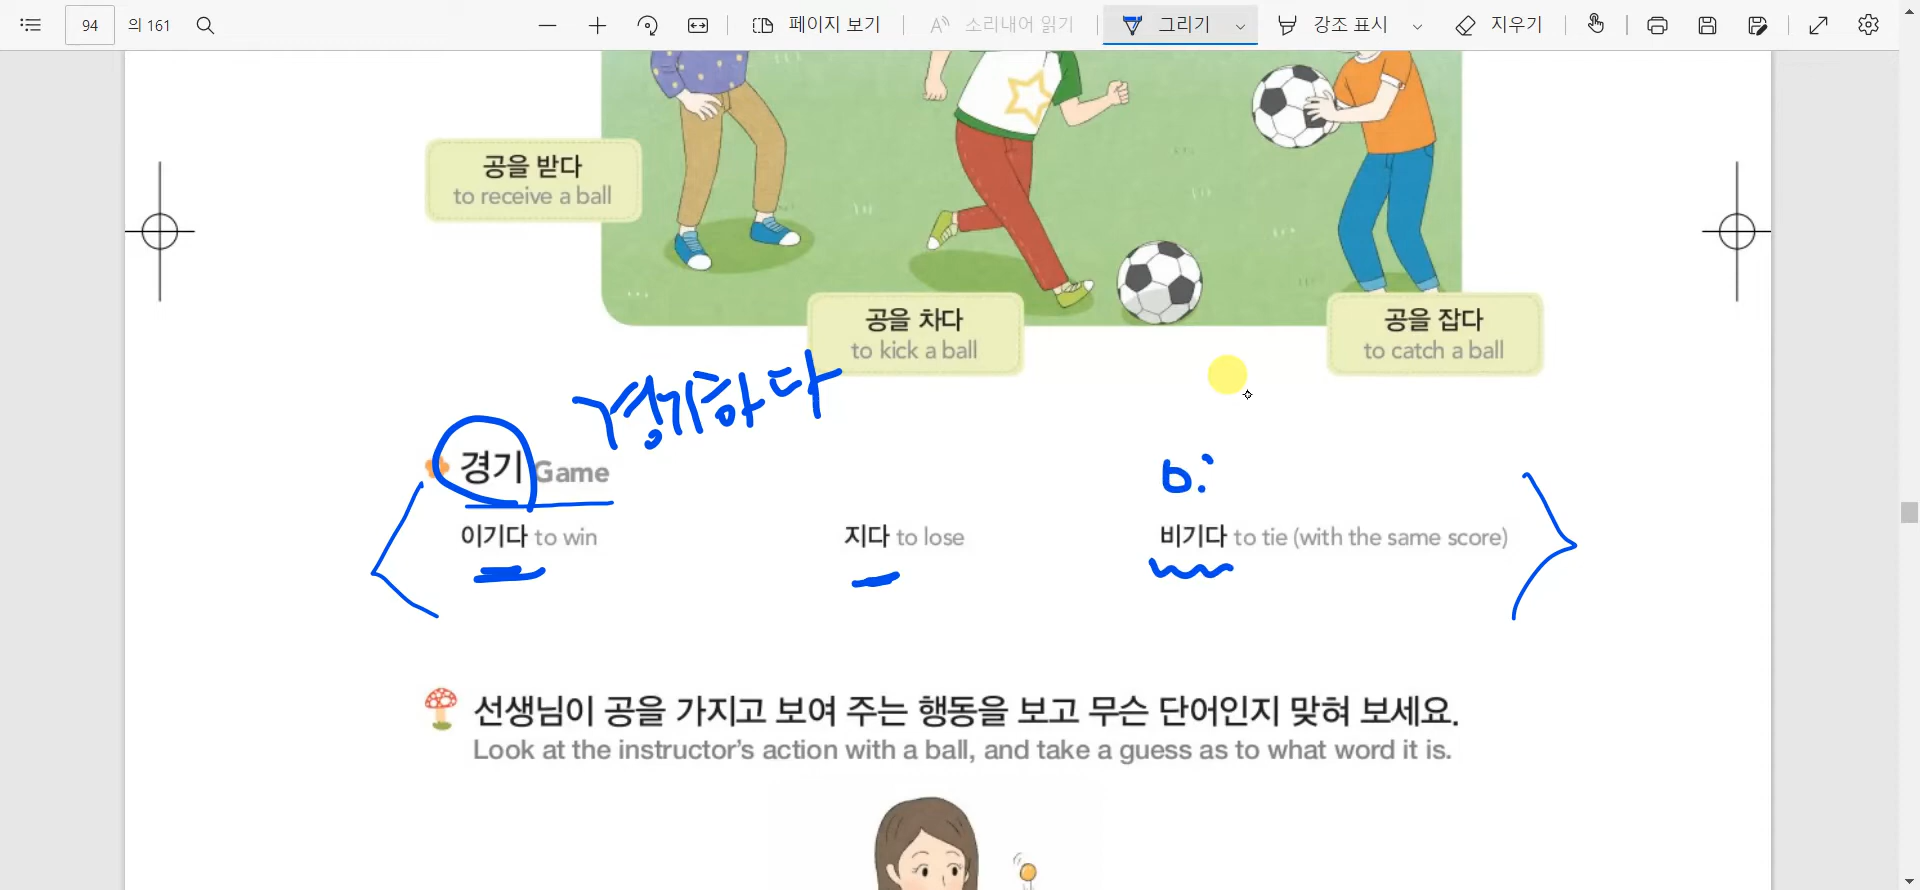 94 의 161 페이지 보기 소리내어 읽기 그리기 강조 표시 지우기
공을 받다
to receive a ball
공을 차다
to kick a ball
공을 잡다
to catch a ball
경기하다
경기 Game
이기다 to win
지다 to lose
비기다 to tie (with the same score)
선생님이 공을 가지고 보여 주는 행동을 보고 무슨 단어인지 맞혀 보세요.
Look at the instructor's action with a ball, and take a guess as to what word it is.